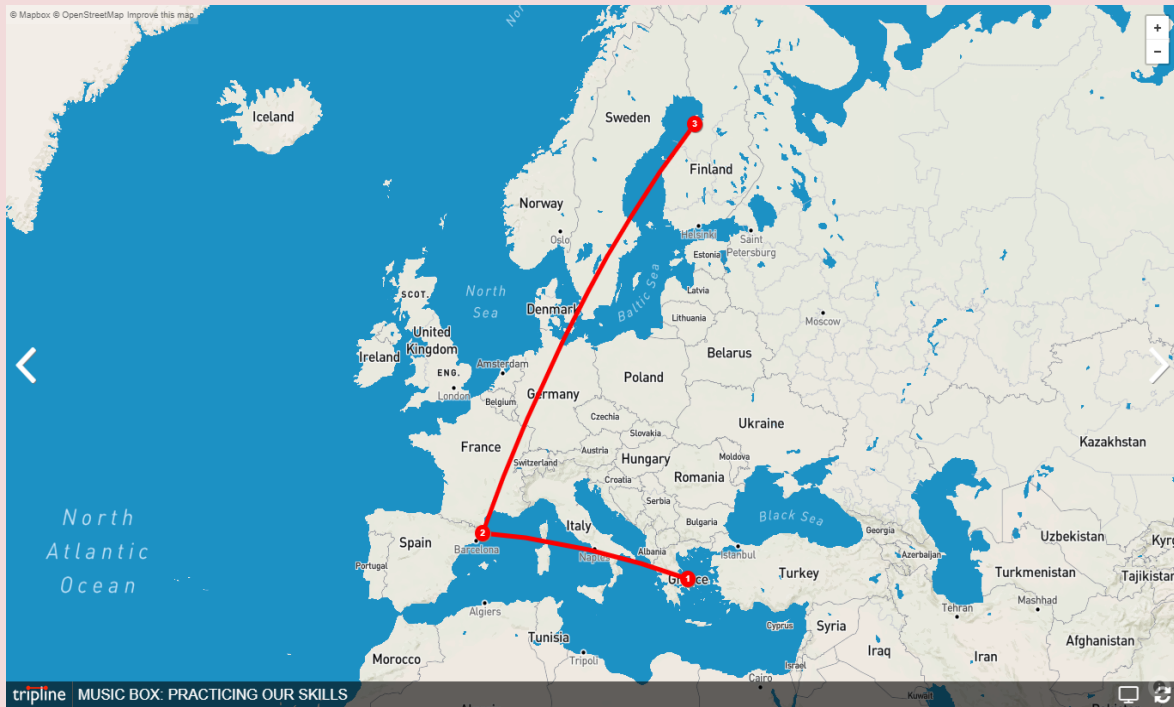 © Mapbox © OpenStreetMap Improve this map
+
−
Iceland
Sweden
3
Finland
Norway
Oslo
Helsinki
Saint
Petersburg
Estonia
North
Sea
Baltic Sea
Latvia
SCOT.
Denmark
Lithuania
Moscow
United
Kingdom
Ireland
Belarus
Amsterdam
ENG.
Poland
London
Germany
Belgium
Czechia
Ukraine
France
Slovakia
Kazakhstan
Austria
Moldova
Switzerland
Hungary
Croatia
Romania
Serbia
North
Atlantic
Ocean
Black Sea
Italy
Bulgaria
2
Spain
Barcelona
Georgia
Uzbekistan
Albania
Istanbul
Azerbaijan
Portugal
Greece
1
Turkey
Turkmenistan
Tajikistan
Mashhad
Algiers
Tehran
Cyprus
Syria
Tunisia
Afghanistan
Iraq
Iran
Morocco
Tripoli
Israel
Cairo
Kuwait
tripline MUSIC BOX: PRACTICING OUR SKILLS